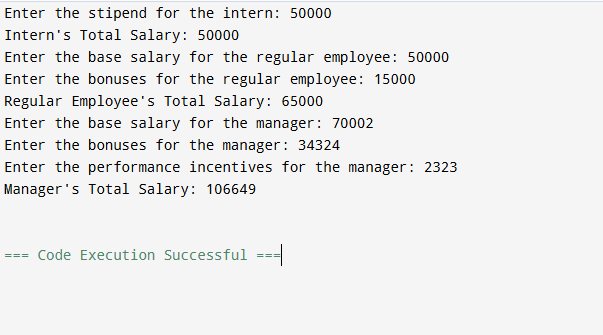 Enter the stipend for the intern: 50000
Intern's Total Salary: 50000
Enter the base salary for the regular employee: 50000
Enter the bonuses for the regular employee: 15000
Regular Employee's Total Salary: 65000
Enter the base salary for the manager: 70002
Enter the bonuses for the manager: 34324
Enter the performance incentives for the manager: 2323
Manager's Total Salary: 106649
=== Code Execution Successful ===